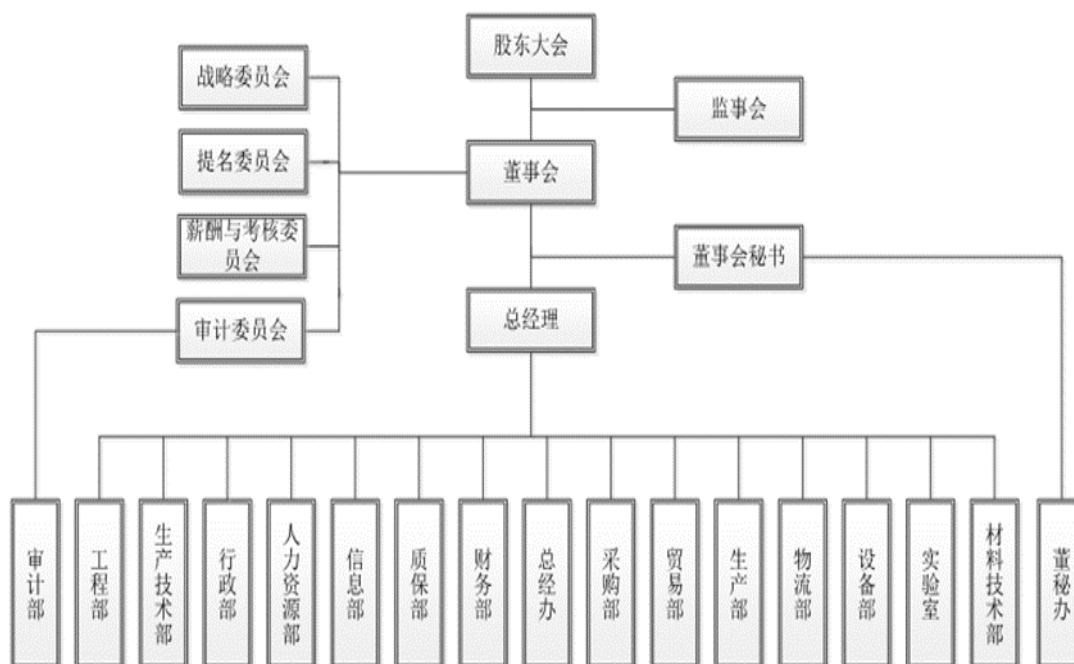 股东大会
战略委员会
监事会
提名委员会
董事会
薪酬与考核委
员会
董事会秘书
总经理
审计委员会
审计部
工程部
生产技术部
行政部
人力资源部
信息部
质保部
财务部
总经办
采购部
贸易部
生产部
物流部
设备部
实验室
材料技术部
董秘办